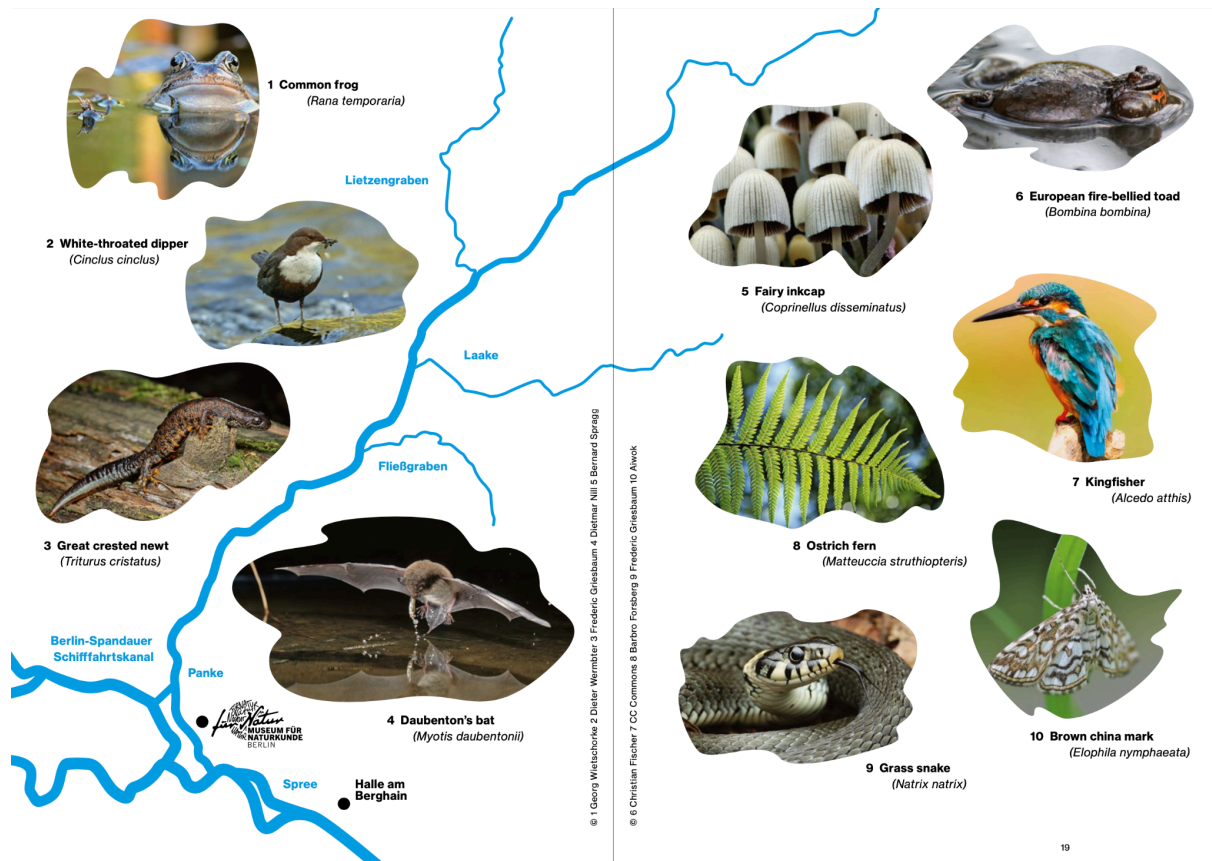 1 Common frog
(Rana temporaria)
Lietzengraben
2 White-throated dipper
(Cinclus cinclus)
Laake
Fließgraben
3 Great crested newt
(Triturus cristatus)
Berlin-Spandauer
Schifffahrtskanal
Panke
für Natur
MUSEUM FÜR
NATURKUNDE
BERLIN
4 Daubenton's bat
(Myotis daubentonii)
Spree
Halle am
Berghain
© 1 Georg Wietschorke 2 Dieter Wermbter 3 Frederic Griesbaum 4 Dietmar Nill 5 Bernard Spragg
© 6 Christian Fischer 7 CC Commons 8 Barbro Forsberg 9 Frederic Griesbaum 10 Aiwok
5 Fairy inkcap
(Coprinellus disseminatus)
6 European fire-bellied toad
(Bombina bombina)
7 Kingfisher
(Alcedo atthis)
8 Ostrich fern
(Matteuccia struthiopteris)
9 Grass snake
(Natrix natrix)
10 Brown china mark
(Elophila nymphaeata)
19